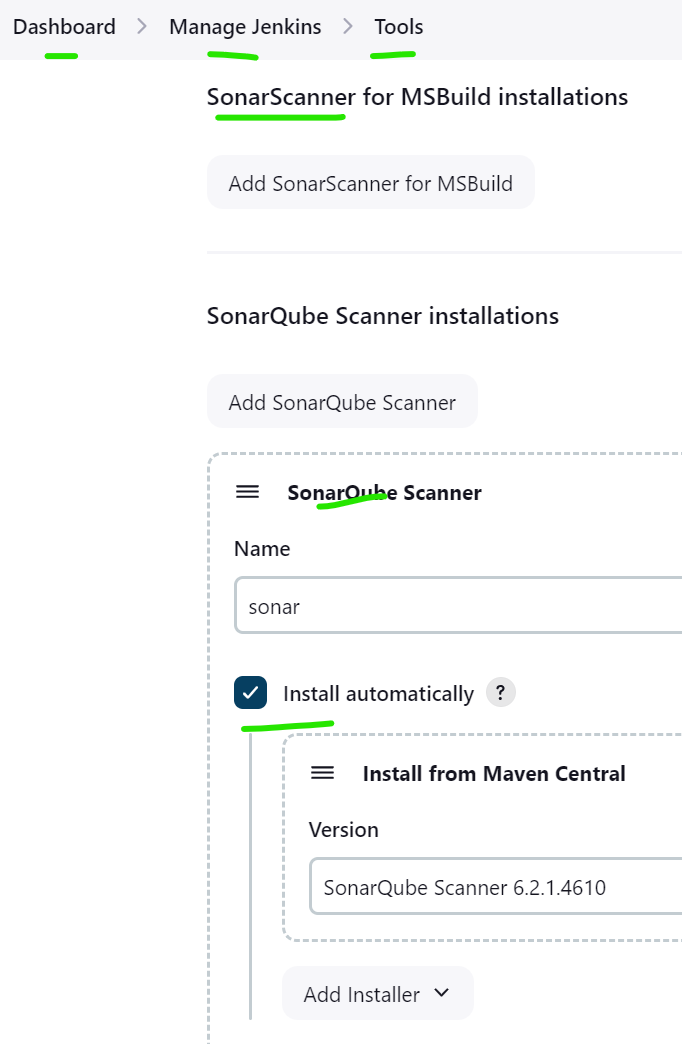 Dashboard > Manage Jenkins > Tools
SonarScanner for MSBuild installations
Add SonarScanner for MSBuild
SonarQube Scanner installations
Add SonarQube Scanner
SonarQube Scanner
Name
sonar
Install automatically ?
Install from Maven Central
Version
SonarQube Scanner 6.2.1.4610
Add Installer